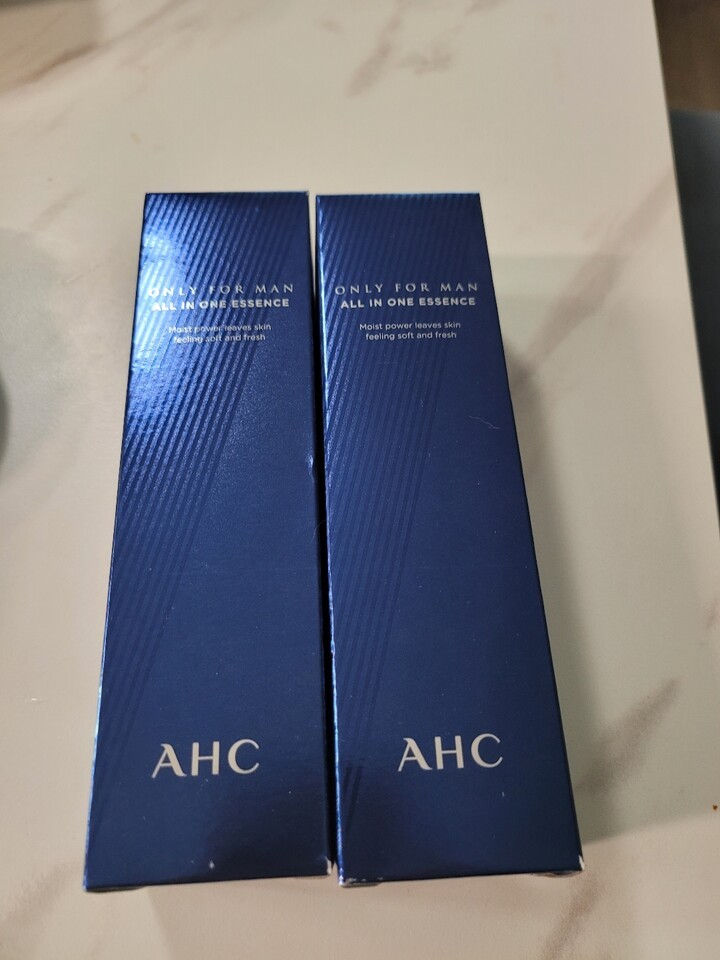 ONLY FOR MAN
ALL IN ONE ESSENCE
Moist power leaves skin
feeling soft and fresh
AHC
ONLY FOR MAN
ALL IN ONE ESSENCE
Moist power leaves skin
feeling soft and fresh
AHC